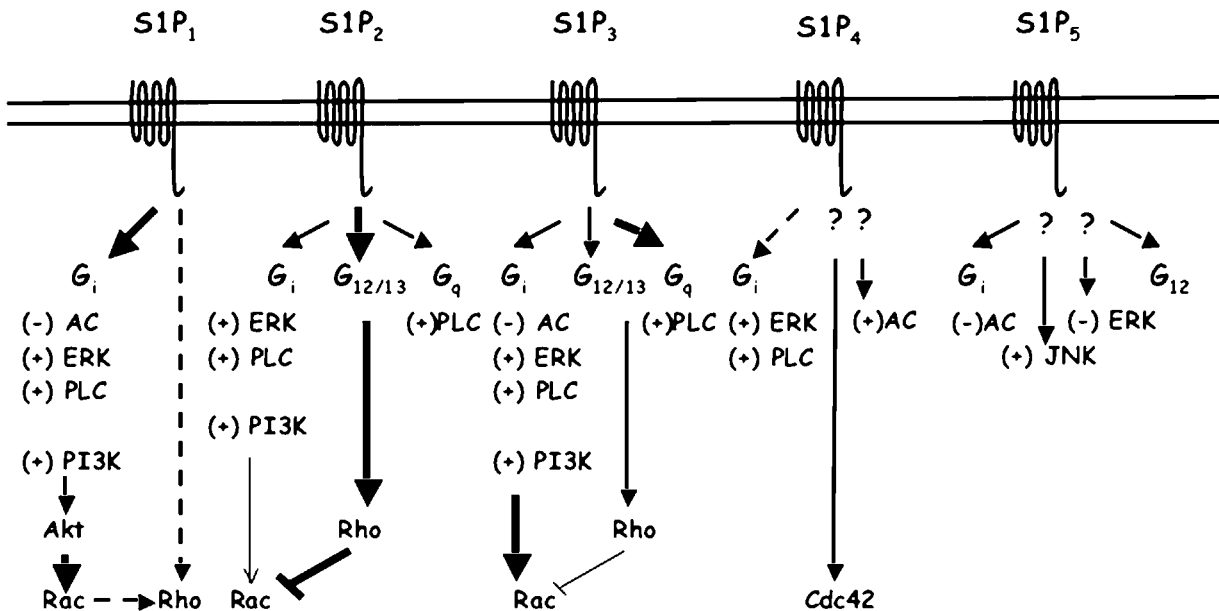 S1P1 S1P2 S1P3 S1P4 S1P5
? ? ? ?
Gi Gi G12/13 Gq Gi G12/13 Gq Gi Gi G12
(-) AC (+) ERK (+)PLC (-) AC (+)PLC (+) ERK (+)AC (-)AC (-) ERK
(+) ERK (+) PLC (+) ERK (+) PLC (+) JNK
(+) PLC (+) PLC
(+) PI3K
(+) PI3K (+) PI3K
Akt Rho Rho
Rac Rho Rac Rac Cdc42